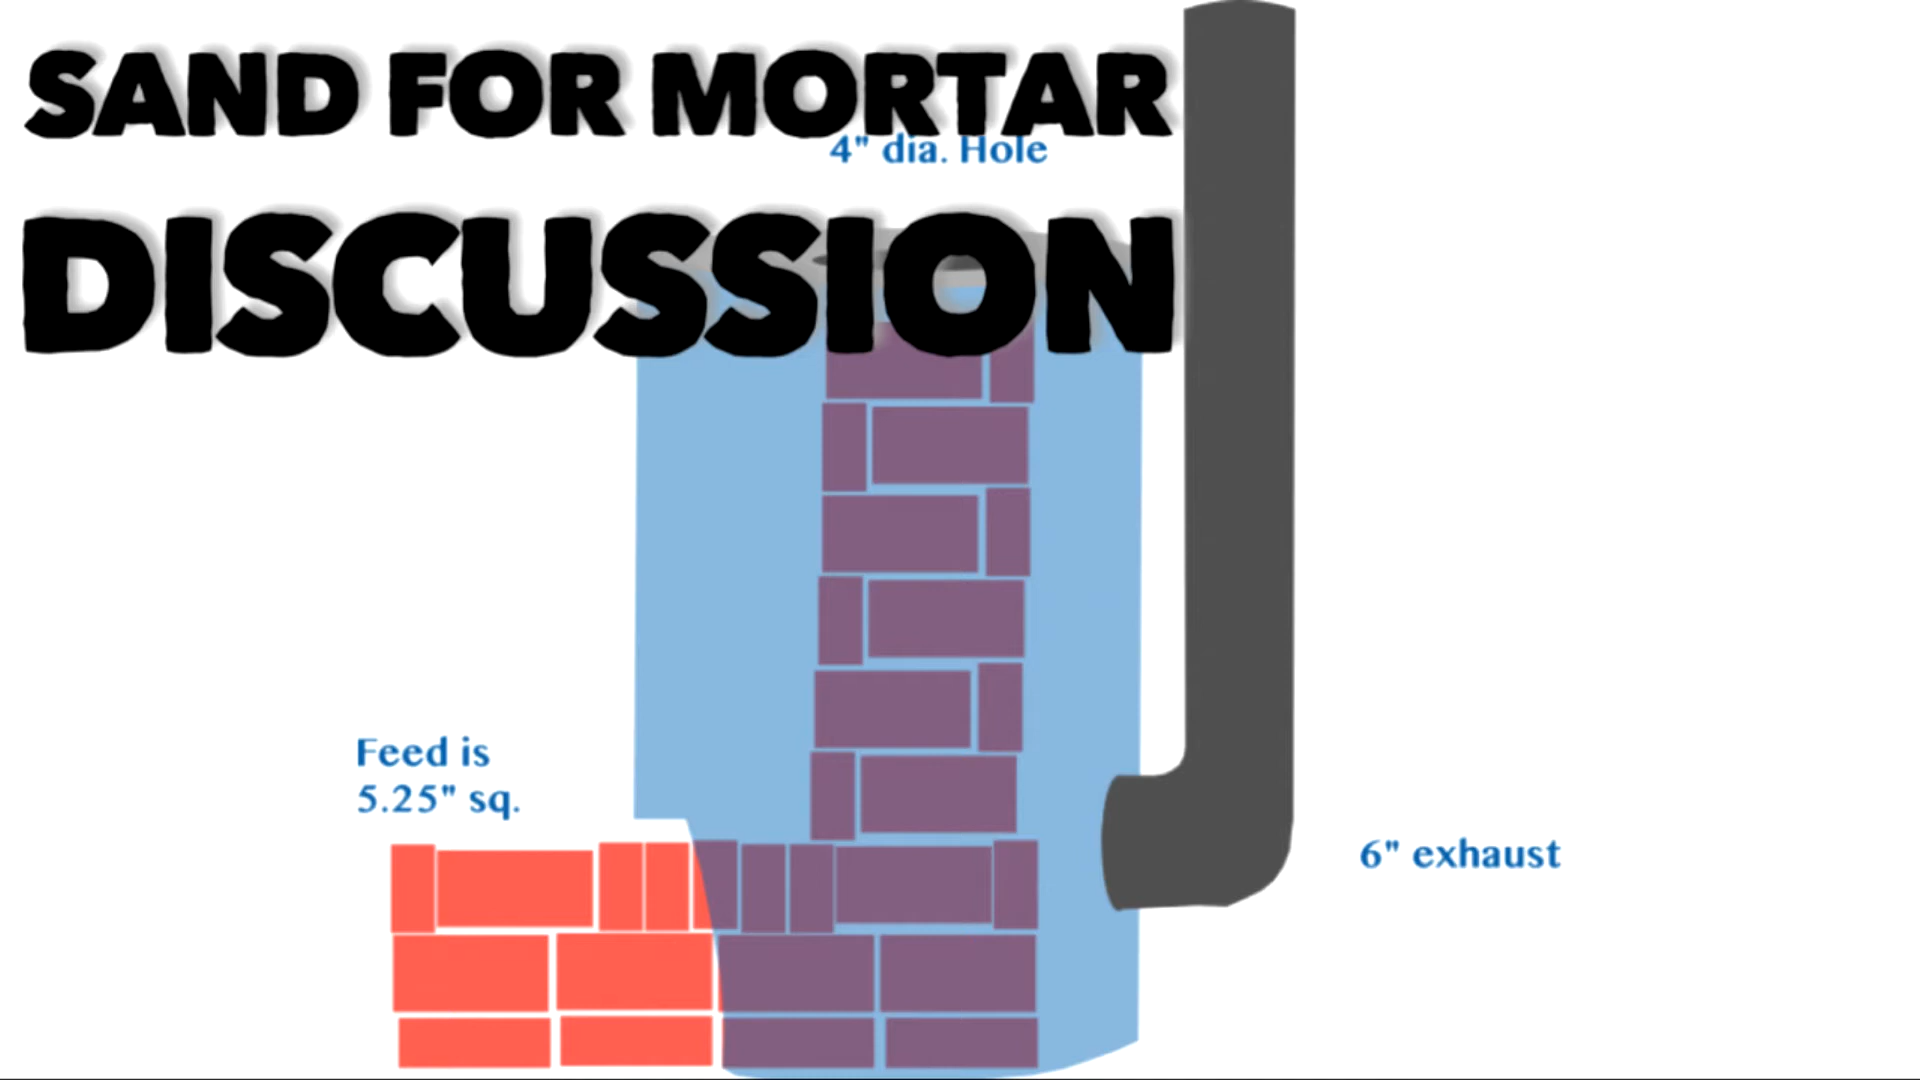 SAND FOR MORTAR
4" dia. Hole
DISCUSSION
Feed is
5.25" sq.
6" exhaust